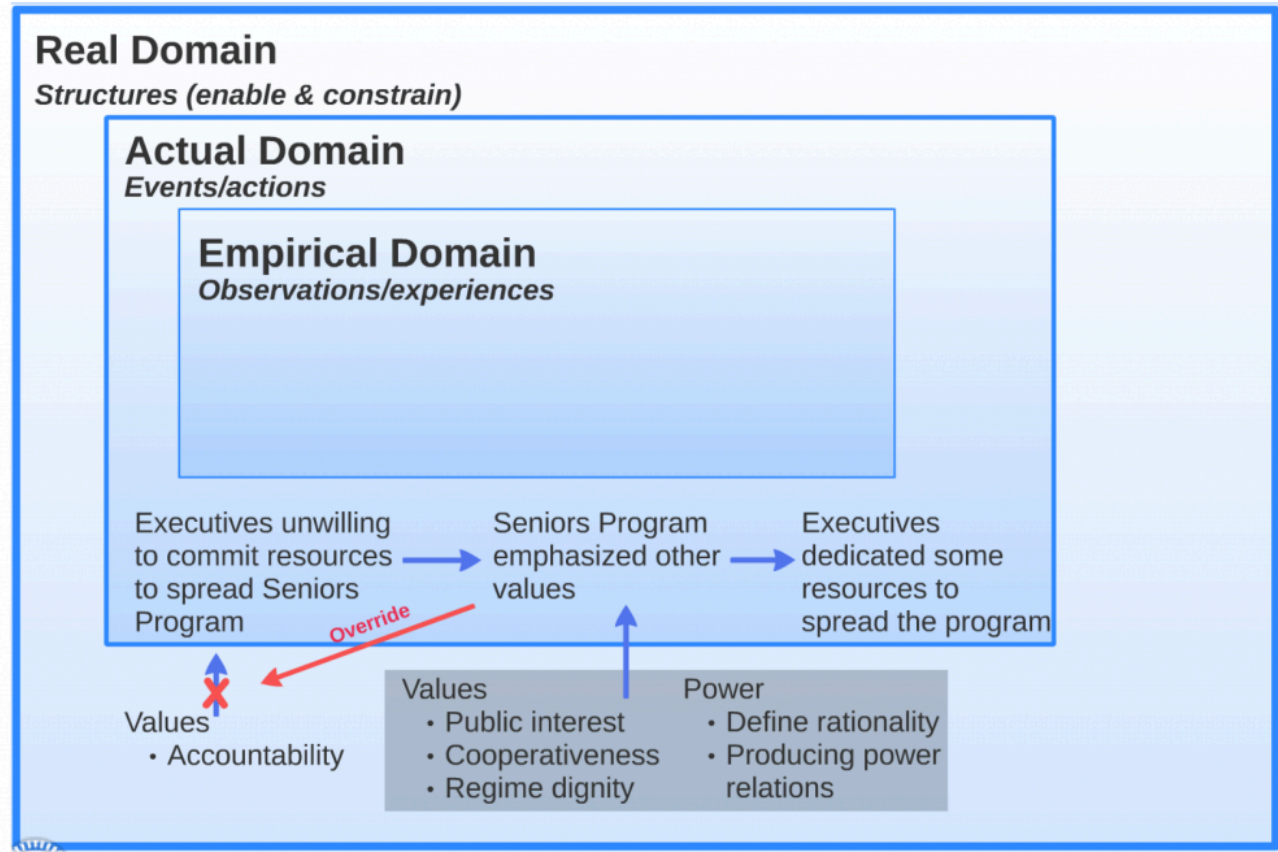 Real Domain
Structures (enable & constrain)
Actual Domain
Events/actions
Empirical Domain
Observations/experiences
Executives unwilling
to commit resources
to spread Seniors
Program
Seniors Program
emphasized other
values
Executives
dedicated some
resources to
spread the program
Override
Values
• Accountability
Values
• Public interest
• Cooperativeness
• Regime dignity
Power
• Define rationality
• Producing power
relations